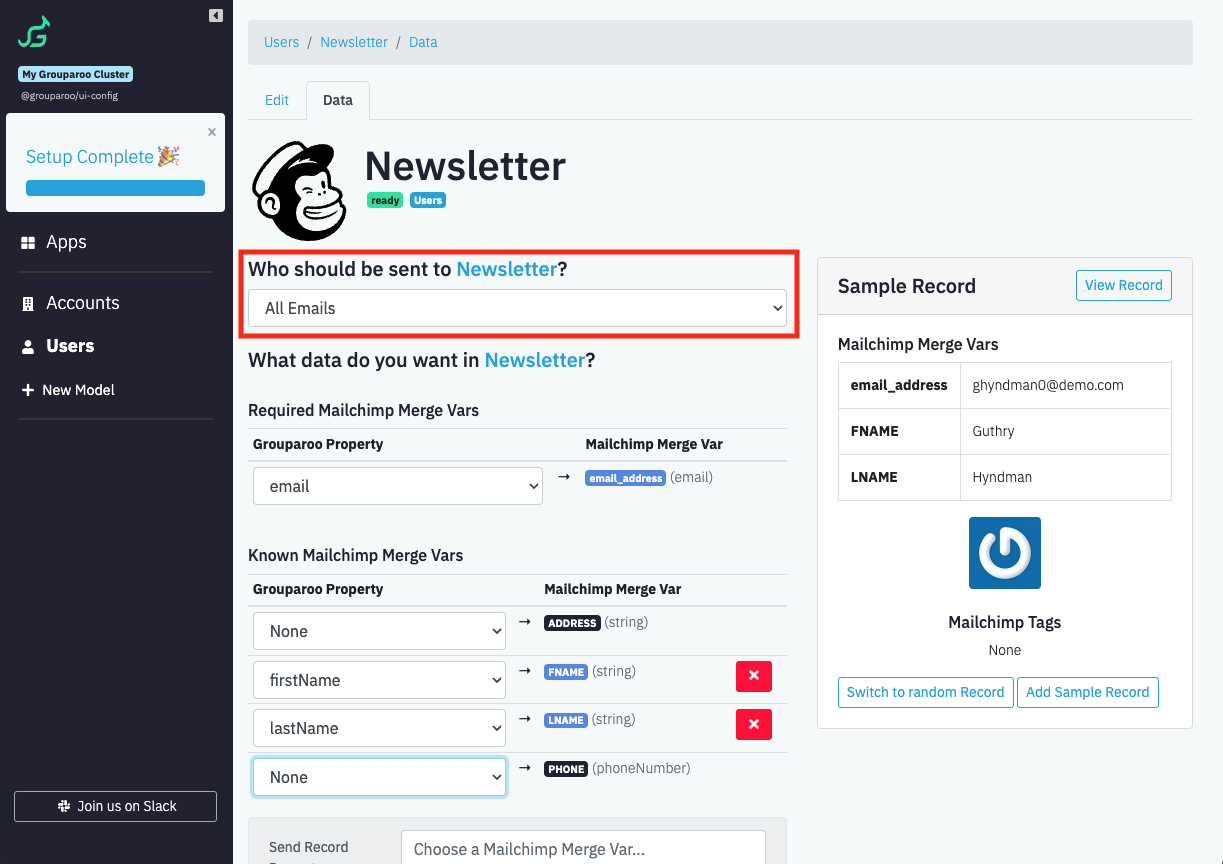 My Grouparoo Cluster
@grouparoo/ui-config
×
Setup Complete 🎉
Apps
Accounts
Users
+ New Model
Join us on Slack
Users / Newsletter / Data
Edit
Data
Newsletter
ready Users
Who should be sent to Newsletter?
All Emails
What data do you want in Newsletter?
Required Mailchimp Merge Vars
Grouparoo Property Mailchimp Merge Var
email → email_address (email)
Known Mailchimp Merge Vars
Grouparoo Property Mailchimp Merge Var
None → ADDRESS (string)
firstName → FNAME (string) ×
lastName → LNAME (string) ×
None → PHONE (phoneNumber)
Send Record
Choose a Mailchimp Merge Var...
Sample Record
View Record
Mailchimp Merge Vars
email_address ghyndman0@demo.com
FNAME Guthry
LNAME Hyndman
Mailchimp Tags
None
Switch to random Record Add Sample Record